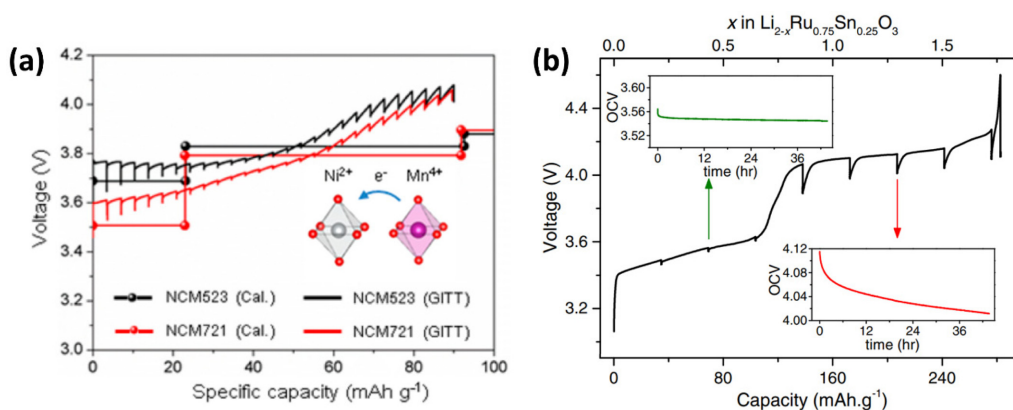 (a)
4.2
4.0
3.8
3.6
3.4
3.2
3.0
Voltage (V)
Ni2+ e- Mn4+
NCM523 (Cal.) NCM523 (GITT)
NCM721 (Cal.) NCM721 (GITT)
0 20 40 60 80 100
Specific capacity (mAh g-1)
(b)
x in Li2-xRu0.75Sn0.25O3
0.0 0.5 1.0 1.5
4.4
4.0
3.6
3.2
Voltage (V)
OCV
3.60
3.56
3.52
0 12 24 36
time (hr)
OCV
4.12
4.08
4.04
4.00
0 12 24 36
time (hr)
0 80 160 240
Capacity (mAh.g-1)